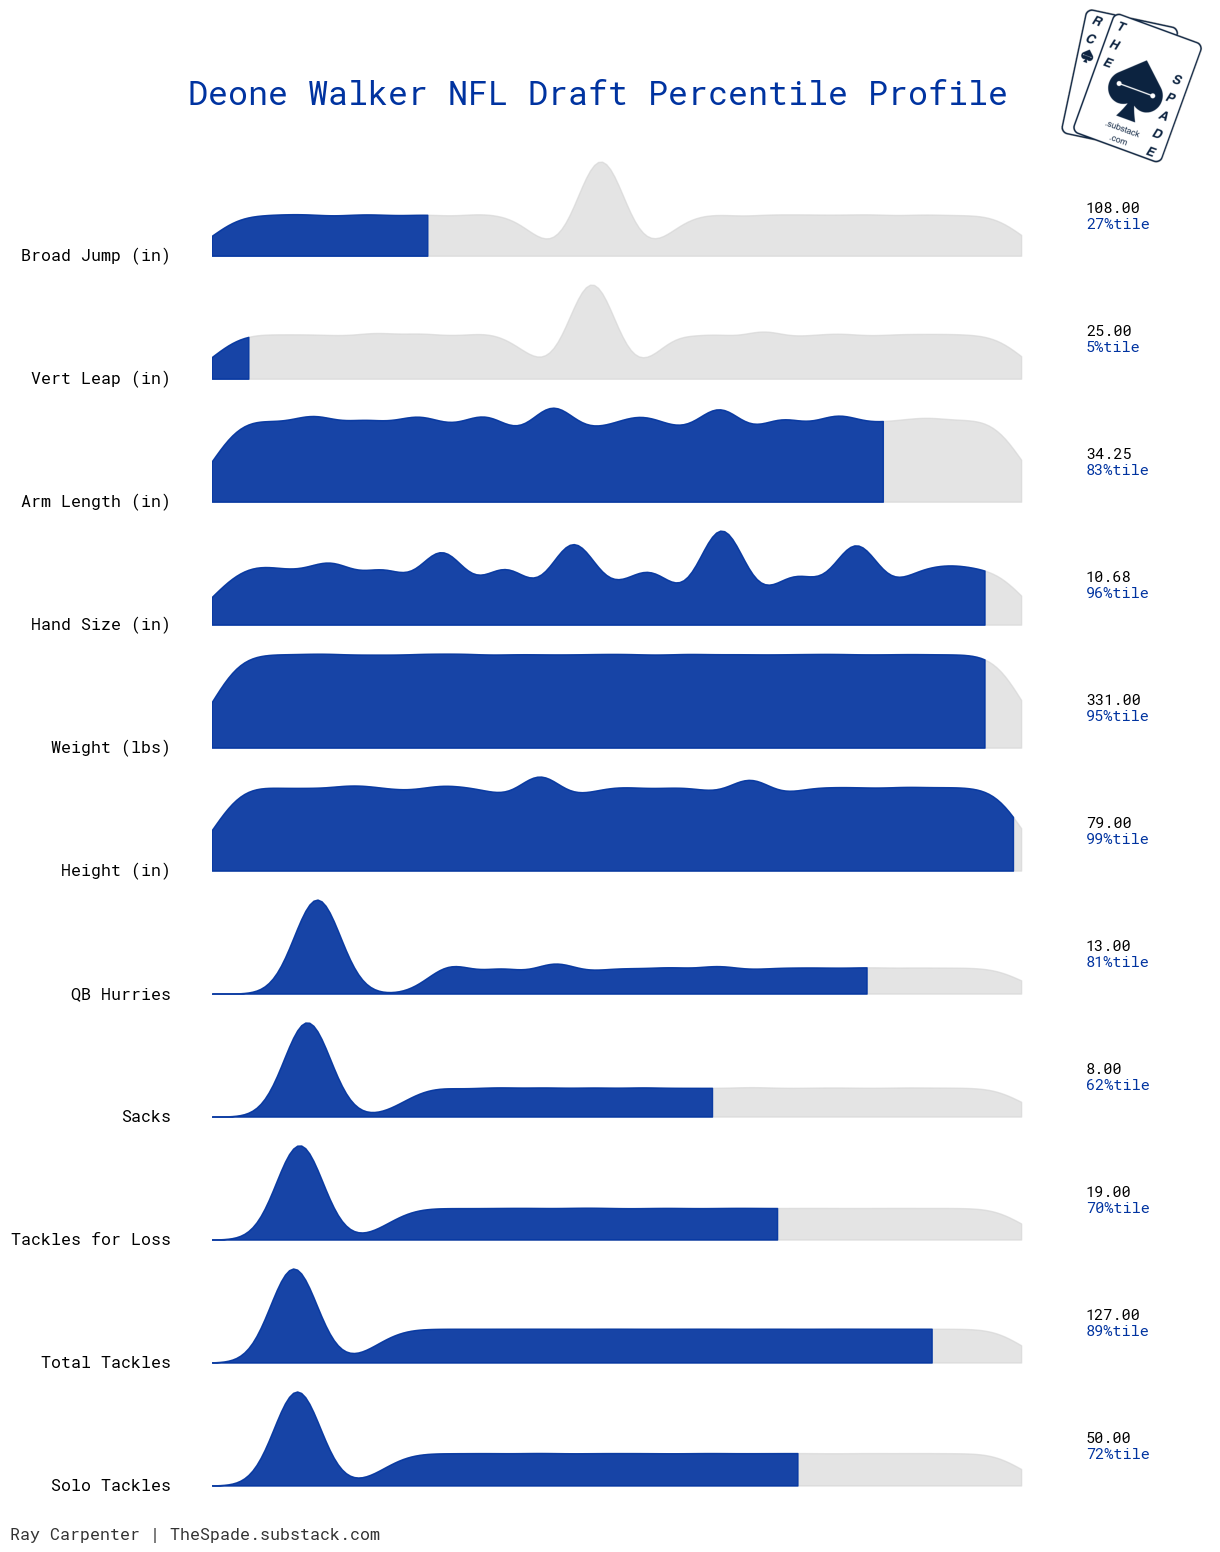 R
C
T
H
E
S
P
A
D
E
.substack
.com
Deone Walker NFL Draft Percentile Profile
Broad Jump (in)
108.00
27%tile
Vert Leap (in)
25.00
5%tile
Arm Length (in)
34.25
83%tile
Hand Size (in)
10.68
96%tile
Weight (lbs)
331.00
95%tile
Height (in)
79.00
99%tile
QB Hurries
13.00
81%tile
Sacks
8.00
62%tile
Tackles for Loss
19.00
70%tile
Total Tackles
127.00
89%tile
Solo Tackles
50.00
72%tile
Ray Carpenter | TheSpade.substack.com